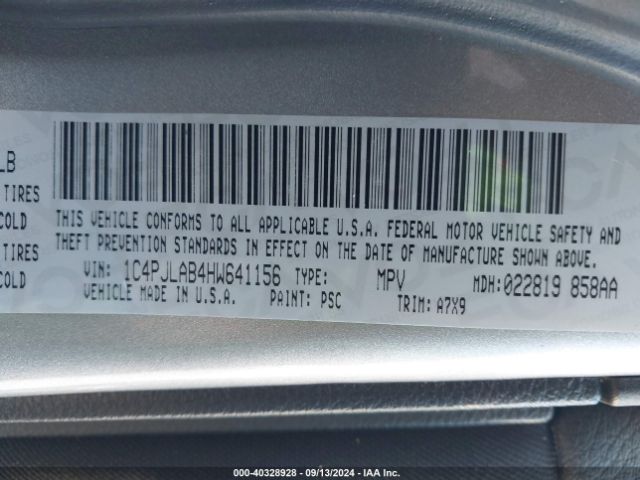 LB
TIRES
COLD
COLD
THIS VEHICLE CONFORMS TO ALL APPLICABLE U.S.A. FEDERAL MOTOR VEHICLE SAFETY AND
THEFT PREVENTION STANDARDS IN EFFECT ON THE DATE OF MANUFACTURE SHOWN ABOVE.
VIN: 1C4PJLAB4HW641156 TYPE: MPV MDH:022819 858AA
VEHICLE MADE IN U.S.A. PAINT: PSC TRIM: A7X9
© - 40328928 - 09/13/2024 - IAA Inc.